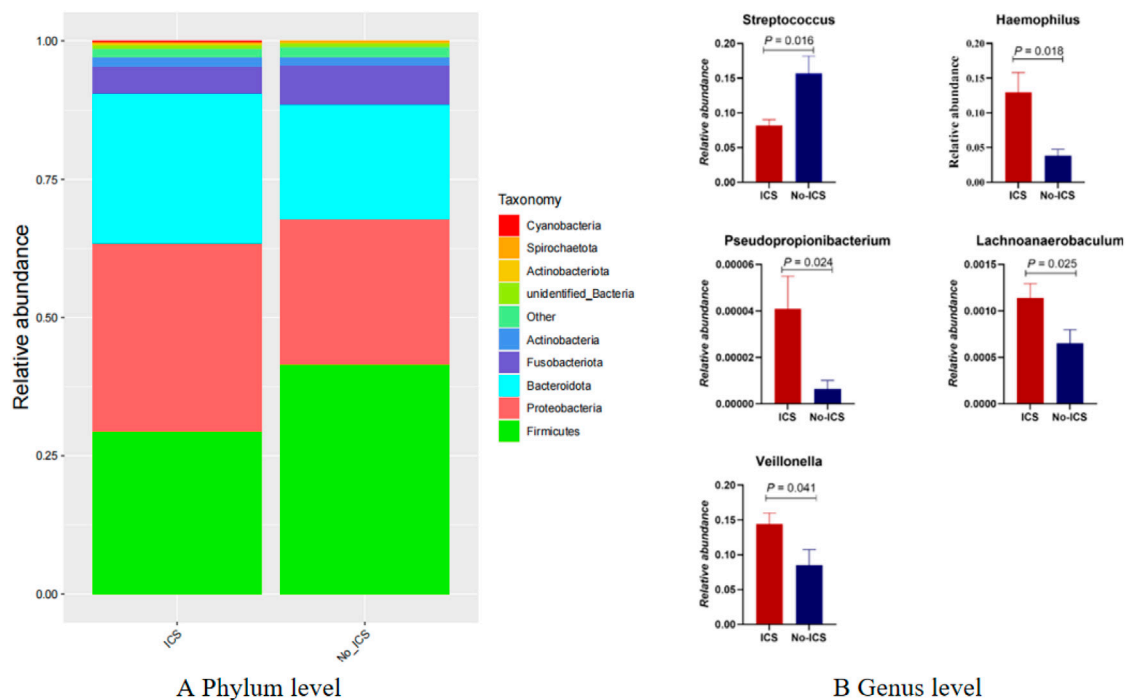 Relative abundance
1.00
0.75
0.50
0.25
0.00
ICS
No_ICS
Taxonomy
Cyanobacteria
Spirochaetota
Actinobacteriota
unidentified_Bacteria
Other
Actinobacteria
Fusobacteriota
Bacteroidota
Proteobacteria
Firmicutes
A Phylum level
Streptococcus
P = 0.016
Relative abundance
0.20
0.15
0.10
0.05
0.00
ICS
No-ICS
Haemophilus
P = 0.018
Relative abundance
0.20
0.15
0.10
0.05
0.00
ICS
No-ICS
Pseudopropionibacterium
P = 0.024
Relative abundance
0.00006
0.00004
0.00002
0.00000
ICS
No-ICS
Lachnoanaerobaculum
P = 0.025
Relative abundance
0.0015
0.0010
0.0005
0.0000
ICS
No-ICS
Veillonella
P = 0.041
Relative abundance
0.20
0.15
0.10
0.05
0.00
ICS
No-ICS
B Genus level